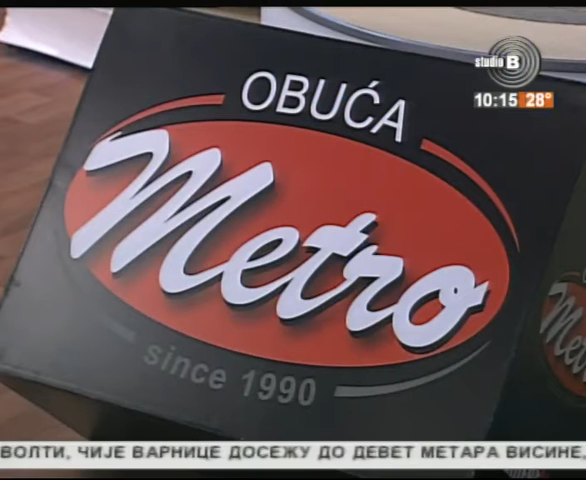 studio B
10:15 28°
OBUĆA
Metro
since 1990
ВОЛТИ, ЧИЈЕ ВАРНИЦЕ ДОСЕЖУ ДО ДЕВЕТ МЕТАРА ВИСИНЕ,